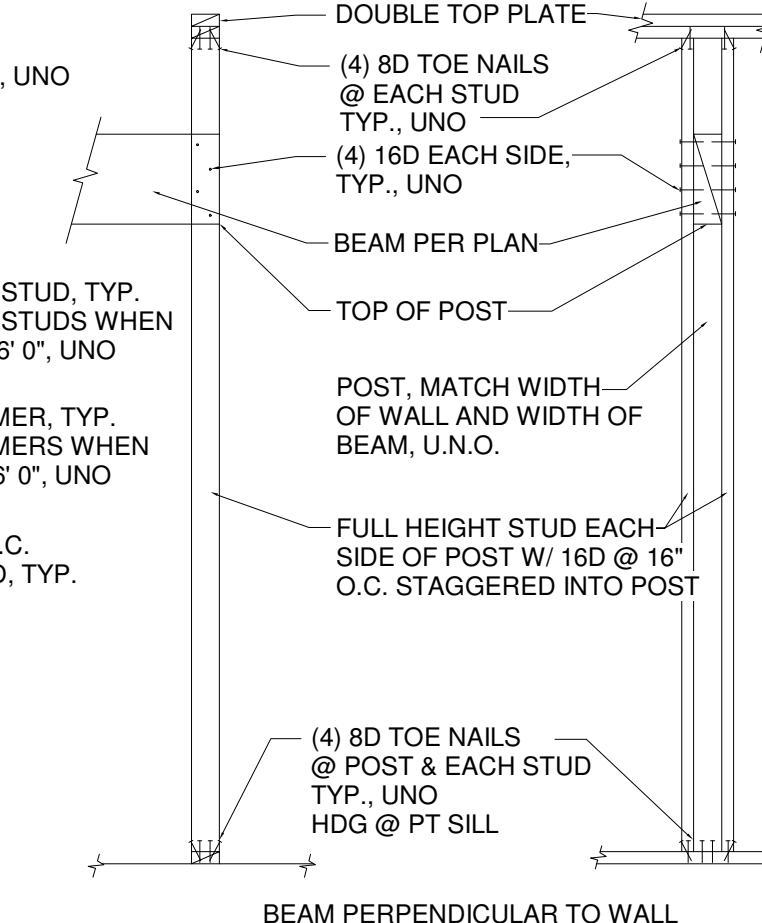 , UNO
STUD, TYP.
STUDS WHEN
6' 0", UNO
MER, TYP.
MERS WHEN
6' 0", UNO
.C.
D, TYP.
DOUBLE TOP PLATE
(4) 8D TOE NAILS
@ EACH STUD
TYP., UNO
(4) 16D EACH SIDE,
TYP., UNO
BEAM PER PLAN
TOP OF POST
POST, MATCH WIDTH
OF WALL AND WIDTH OF
BEAM, U.N.O.
FULL HEIGHT STUD EACH
SIDE OF POST W/ 16D @ 16"
O.C. STAGGERED INTO POST
(4) 8D TOE NAILS
@ POST & EACH STUD
TYP., UNO
HDG @ PT SILL
BEAM PERPENDICULAR TO WALL